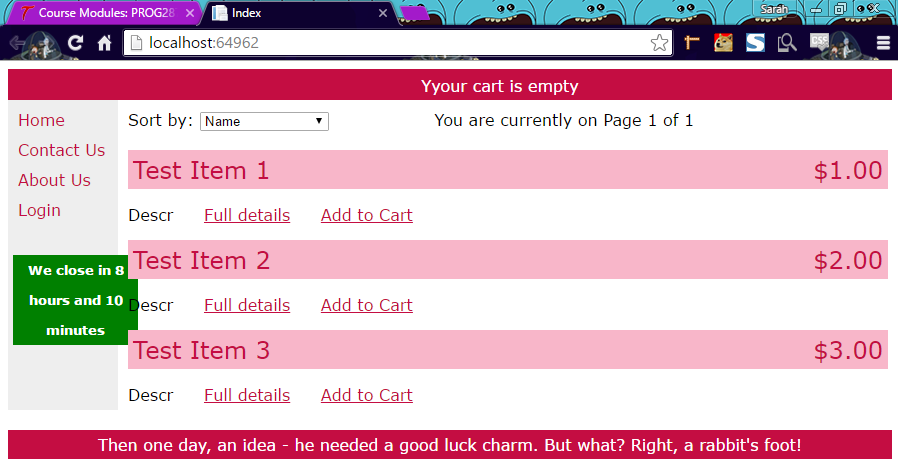 Course Modules: PROG28
Index
Sarah
localhost:64962
CSS
Yyour cart is empty
Home
Contact Us
About Us
Login
We close in 8
hours and 10
minutes
Sort by: Name
You are currently on Page 1 of 1
Test Item 1 $1.00
Descr Full details Add to Cart
Test Item 2 $2.00
Descr Full details Add to Cart
Test Item 3 $3.00
Descr Full details Add to Cart
Then one day, an idea - he needed a good luck charm. But what? Right, a rabbit's foot!